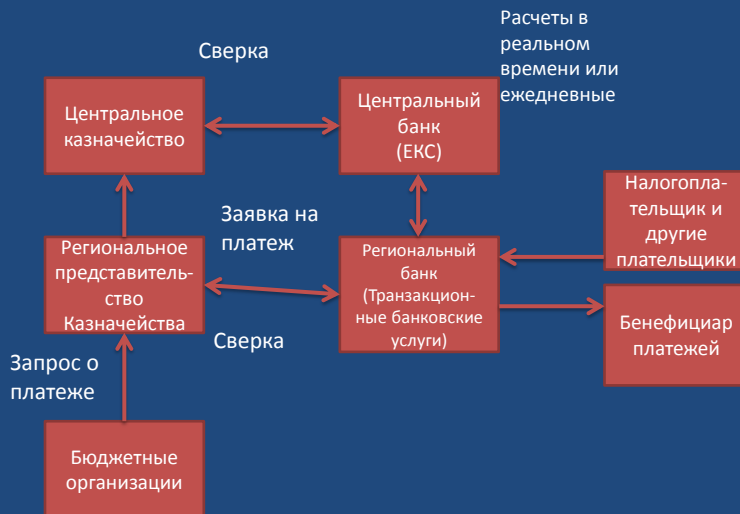 Расчеты в
реальном
времени или
ежедневные
Сверка
Центральное
казначейство
Центральный
банк
(ЕКС)
Налогопла-
тельщик и
другие
плательщики
Заявка на
платеж
Региональное
представитель-
ство
Казначейства
Региональный
банк
(Транзакцион-
ные банковские
услуги)
Сверка
Бенефициар
платежей
Запрос о
платеже
Бюджетные
организации